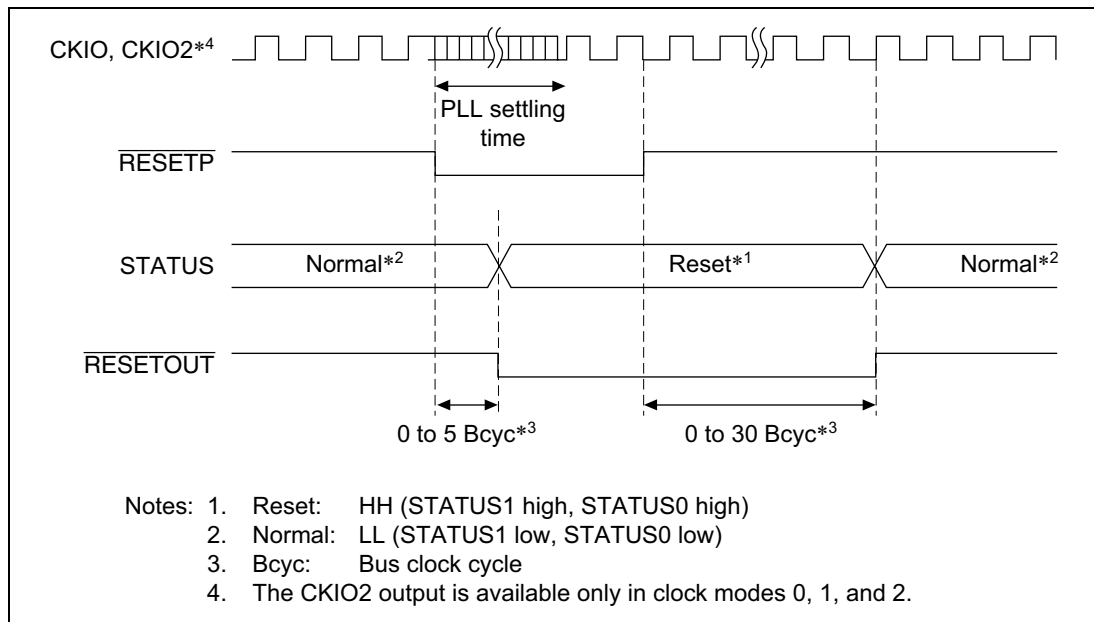 CKIO, CKIO2*4
PLL settling
time
RESETP
STATUS
Normal*2
Reset*1
Normal*2
RESETOUT
0 to 5 Bcyc*3
0 to 30 Bcyc*3
Notes: 1. Reset: HH (STATUS1 high, STATUS0 high)
2. Normal: LL (STATUS1 low, STATUS0 low)
3. Bcyc: Bus clock cycle
4. The CKIO2 output is available only in clock modes 0, 1, and 2.